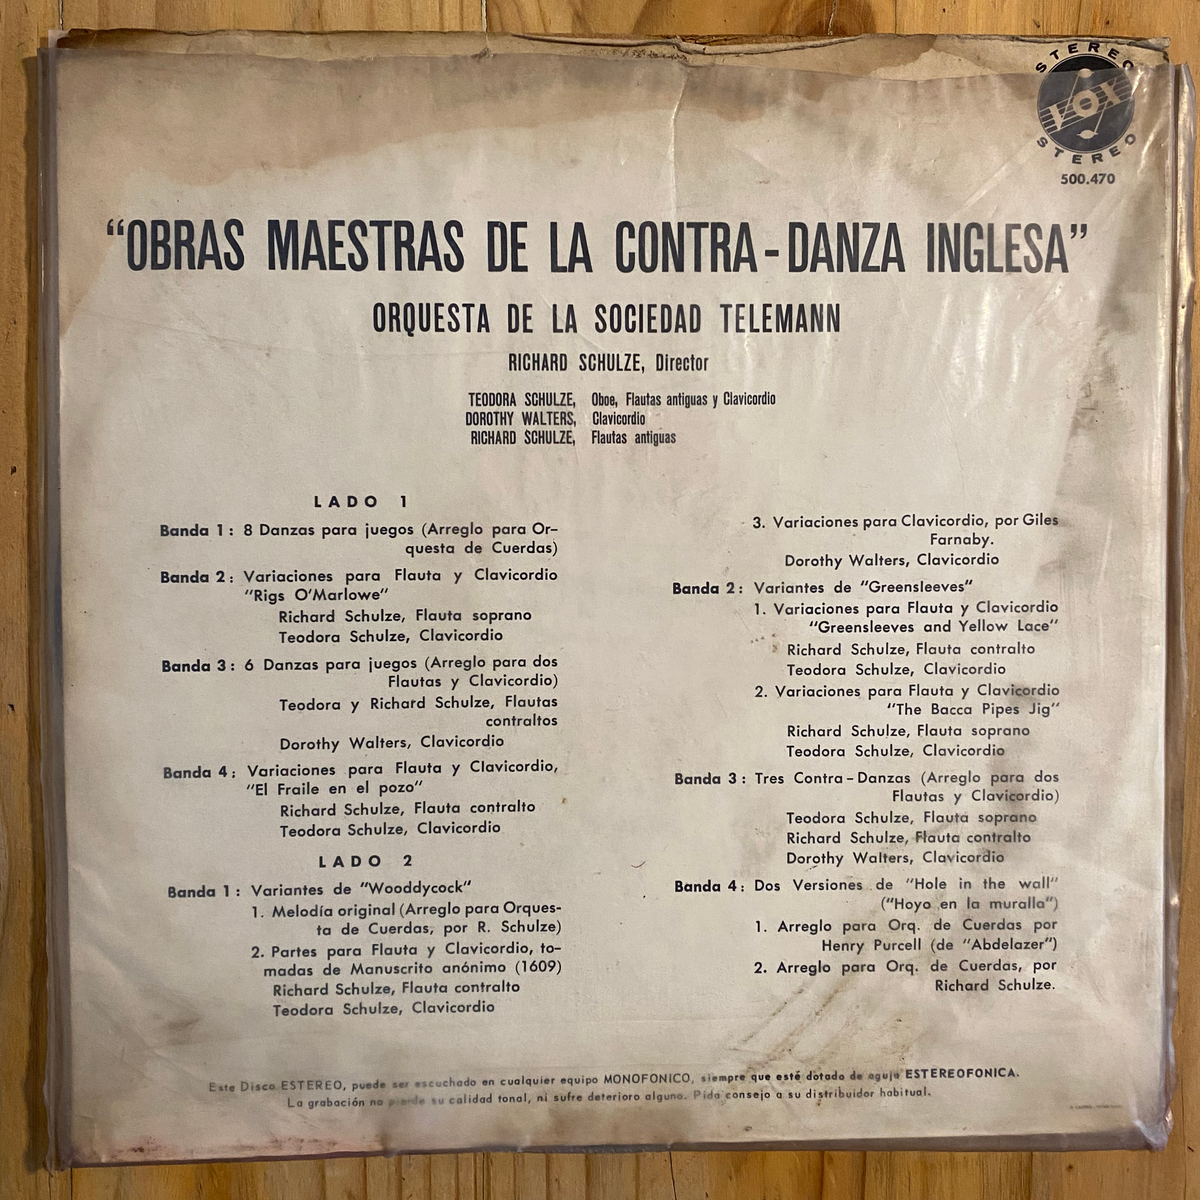 STEREO
VOX
STEREO
500.470
"OBRAS MAESTRAS DE LA CONTRA-DANZA INGLESA"
ORQUESTA DE LA SOCIEDAD TELEMANN
RICHARD SCHULZE, Director
TEODORA SCHULZE, Oboe, Flautas antiguas y Clavicordio
DOROTHY WALTERS, Clavicordio
RICHARD SCHULZE, Flautas antiguas
LADO 1
Banda 1: 8 Danzas para juegos (Arreglo para Or-
questa de Cuerdas)
Banda 2: Variaciones para Flauta y Clavicordio
"Rigs O'Marlowe"
Richard Schulze, Flauta soprano
Teodora Schulze, Clavicordio
Banda 3: 6 Danzas para juegos (Arreglo para dos
Flautas y Clavicordio)
Teodora y Richard Schulze, Flautas
contraltos
Dorothy Walters, Clavicordio
Banda 4: Variaciones para Flauta y Clavicordio,
"El Fraile en el pozo"
Richard Schulze, Flauta contralto
Teodora Schulze, Clavicordio
LADO 2
Banda 1: Variantes de "Wooddycock"
1. Melodía original (Arreglo para Orques-
ta de Cuerdas, por R. Schulze)
2. Partes para Flauta y Clavicordio, to-
madas de Manuscrito anónimo (1609)
Richard Schulze, Flauta contralto
Teodora Schulze, Clavicordio
3. Variaciones para Clavicordio, por Giles
Farnaby.
Dorothy Walters, Clavicordio
Banda 2: Variantes de "Greensleeves"
1. Variaciones para Flauta y Clavicordio
"Greensleeves and Yellow Lace"
Richard Schulze, Flauta contralto
Teodora Schulze, Clavicordio
2. Variaciones para Flauta y Clavicordio
"The Bacca Pipes Jig"
Richard Schulze, Flauta soprano
Teodora Schulze, Clavicordio
Banda 3: Tres Contra-Danzas (Arreglo para dos
Flautas y Clavicordio)
Teodora Schulze, Flauta soprano
Richard Schulze, Flauta contralto
Dorothy Walters, Clavicordio
Banda 4: Dos Versiones de "Hole in the wall"
("Hoyo en la muralla")
1. Arreglo para Orq. de Cuerdas por
Henry Purcell (de "Abdelazer")
2. Arreglo para Orq. de Cuerdas, por
Richard Schulze.
Este Disco ESTEREO, puede ser escuchado en cualquier equipo MONOFONICO, siempre que esté dotado de aguja ESTEREOFONICA.
La grabación no pierde su calidad tonal, ni sufre deterioro alguno. Pida consejo a su distribuidor habitual.